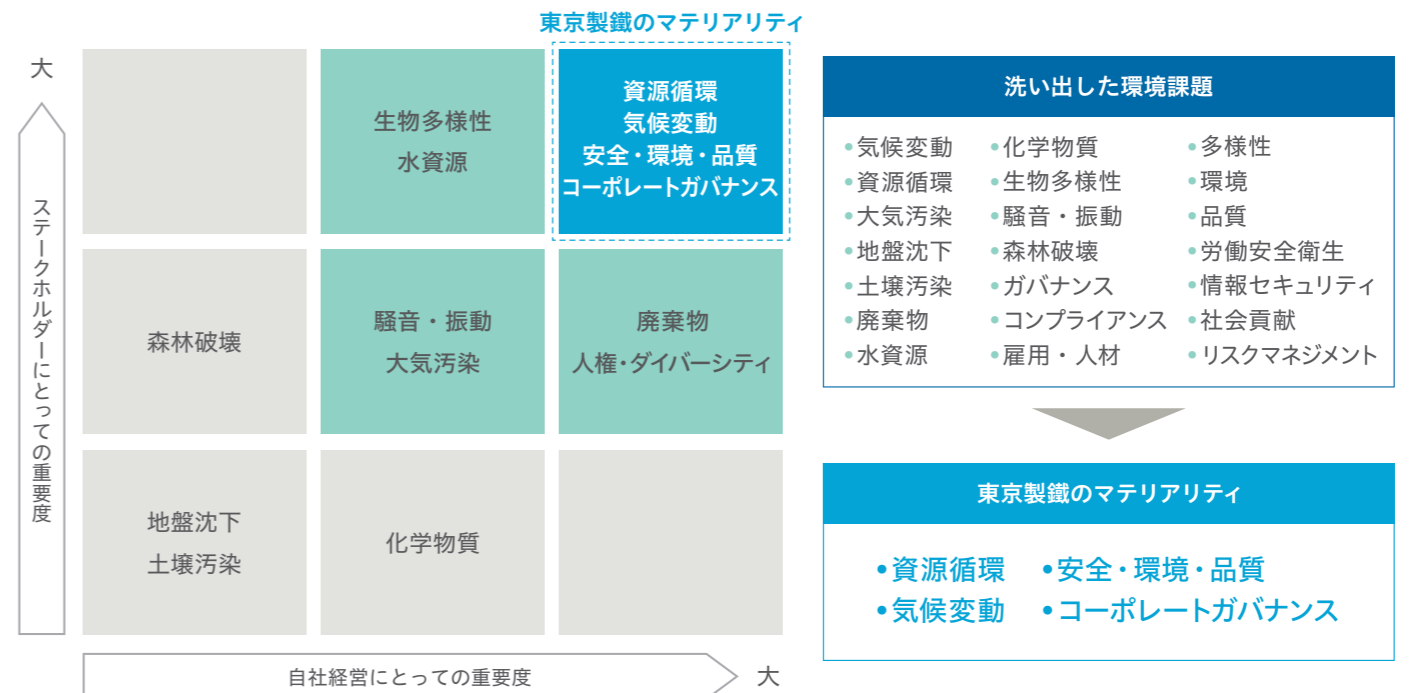 東京製鐵のマテリアリティ
大
ステークホルダーにとっての重要度
生物多様性
水資源
資源循環
気候変動
安全・環境・品質
コーポレートガバナンス
森林破壊
騒音・振動
大気汚染
廃棄物
人権・ダイバーシティ
地盤沈下
土壌汚染
化学物質
自社経営にとっての重要度
大
洗い出した環境課題
•気候変動
•資源循環
•大気汚染
•地盤沈下
•土壌汚染
•廃棄物
•水資源
•化学物質
•生物多様性
•騒音・振動
•森林破壊
•ガバナンス
•コンプライアンス
•雇用・人材
•多様性
•環境
•品質
•労働安全衛生
•情報セキュリティ
•社会貢献
•リスクマネジメント
東京製鐵のマテリアリティ
•資源循環
•気候変動
•安全・環境・品質
•コーポレートガバナンス